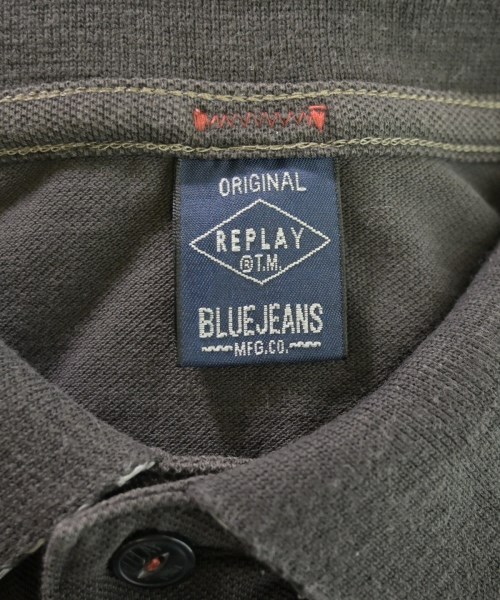 ORIGINAL
REPLAY
® T.M.
BLUEJEANS
MFG.CO.